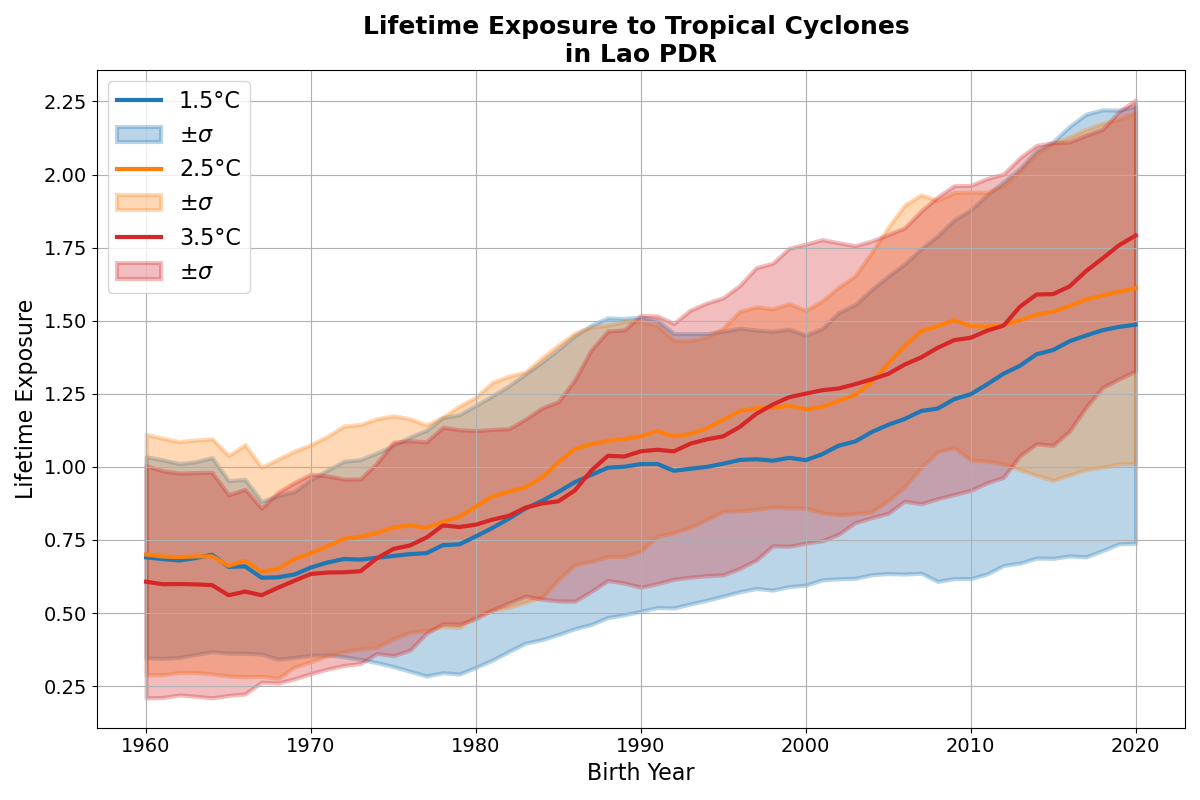 Lifetime Exposure to Tropical Cyclones
in Lao PDR
1.5°C
±σ
2.5°C
±σ
3.5°C
±σ
Lifetime Exposure
2.25
2.00
1.75
1.50
1.25
1.00
0.75
0.50
0.25
1960 1970 1980 1990 2000 2010 2020
Birth Year